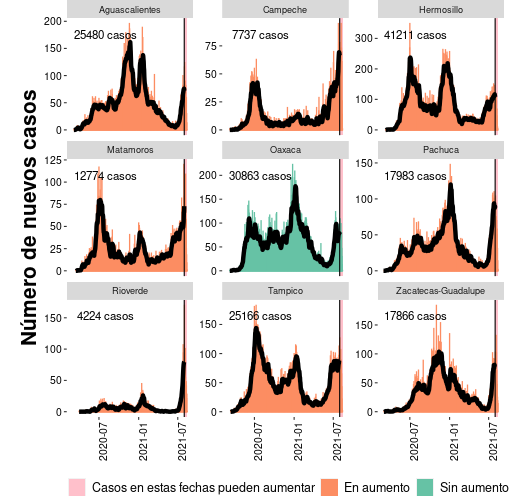 Número de nuevos casos
Aguascalientes
25480 casos
200
150
100
50
0
Campeche
7737 casos
75
50
25
0
Hermosillo
41211 casos
300
200
100
0
Matamoros
12774 casos
125
100
75
50
25
0
Oaxaca
30863 casos
200
150
100
50
0
Pachuca
17983 casos
150
100
50
0
Rioverde
4224 casos
150
100
50
0
Tampico
25166 casos
150
100
50
0
Zacatecas-Guadalupe
17866 casos
150
100
50
0
2020-07
2021-01
2021-07
2020-07
2021-01
2021-07
2020-07
2021-01
2021-07
Casos en estas fechas pueden aumentar
En aumento
Sin aumento